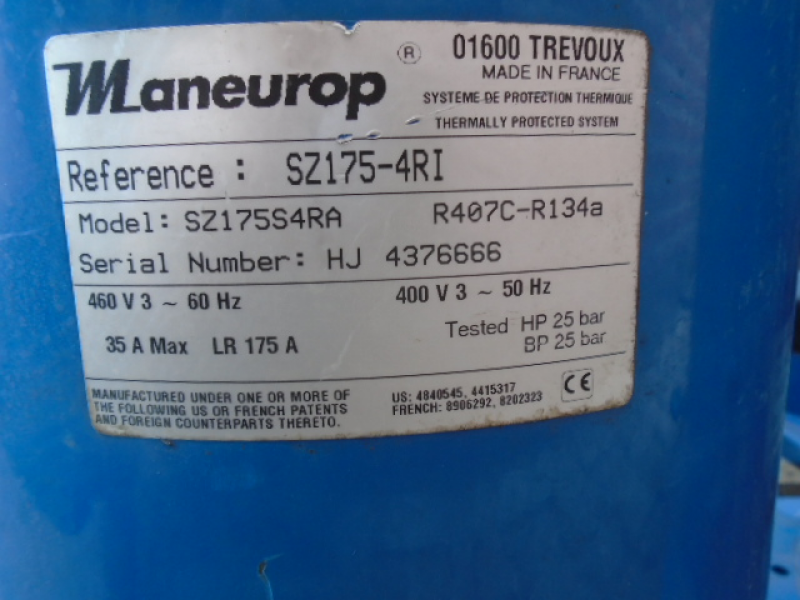 Maneurop ®
01600 TREVOUX
MADE IN FRANCE
SYSTEME DE PROTECTION THERMIQUE
THERMALLY PROTECTED SYSTEM
Reference : SZ175-4RI
Model: SZ175S4RA R407C-R134a
Serial Number: HJ 4376666
460 V 3 ~ 60 Hz 400 V 3 ~ 50 Hz
35 A Max LR 175 A Tested HP 25 bar
BP 25 bar
MANUFACTURED UNDER ONE OR MORE OF
THE FOLLOWING US OR FRENCH PATENTS
AND FOREIGN COUNTERPARTS THERETO.
US: 4840545, 4415317
FRENCH: 8906292, 8202323
CE